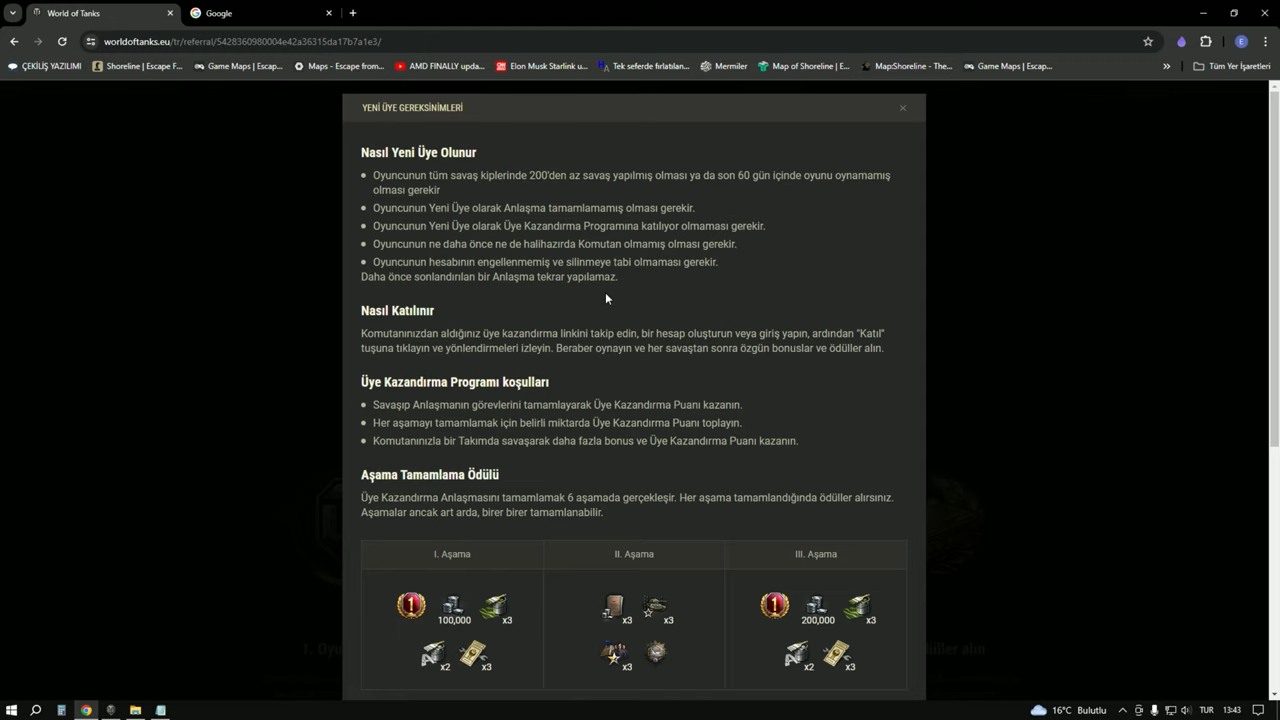 World of Tanks
Google
worldoftanks.eu/tr/referral/5428360980004e42a36315da17b7a1e3/
E
ÇEKİLİŞ YAZILIMI
Shoreline | Escape F...
Game Maps | Escap...
Maps - Escape from...
AMD FINALLY upda...
Elon Musk Starlink u...
Tek seferde fırlatılan...
Mermiler
Map of Shoreline | E...
Map:Shoreline - The...
Game Maps | Escap...
Tüm Yer İşaretleri
YENİ ÜYE GEREKSİNİMLERİ
Nasıl Yeni Üye Olunur
Oyuncunun tüm savaş kiplerinde 200'den az savaş yapılmış olması ya da son 60 gün içinde oyunu oynamamış
olması gerekir
Oyuncunun Yeni Üye olarak Anlaşma tamamlamamış olması gerekir.
Oyuncunun Yeni Üye olarak Üye Kazandırma Programına katılıyor olmaması gerekir.
Oyuncunun ne daha önce ne de halihazırda Komutan olmamış olması gerekir.
Oyuncunun hesabının engellenmemiş ve silinmeye tabi olmaması gerekir.
Daha önce sonlandırılan bir Anlaşma tekrar yapılamaz.
Nasıl Katılınır
Komutanınızdan aldığınız üye kazandırma linkini takip edin, bir hesap oluşturun veya giriş yapın, ardından "Katıl"
tuşuna tıklayın ve yönlendirmeleri izleyin. Beraber oynayın ve her savaştan sonra özgün bonuslar ve ödüller alın.
Üye Kazandırma Programı koşulları
Savaşıp Anlaşmanın görevlerini tamamlayarak Üye Kazandırma Puanı kazanın.
Her aşamayı tamamlamak için belirli miktarda Üye Kazandırma Puanı toplayın.
Komutanınızla bir Takımda savaşarak daha fazla bonus ve Üye Kazandırma Puanı kazanın.
Aşama Tamamlama Ödülü
Üye Kazandırma Anlaşmasını tamamlamak 6 aşamada gerçekleşir. Her aşama tamamlandığında ödüller alırsınız.
Aşamalar ancak art arda, birer birer tamamlanabilir.
I. Aşama
II. Aşama
III. Aşama
1
100,000
x3
x3
x3
1
200,000
x3
x2
x3
x3
x2
x3
1. Oyu
düller alın
16°C Bulutlu
TUR
13:43